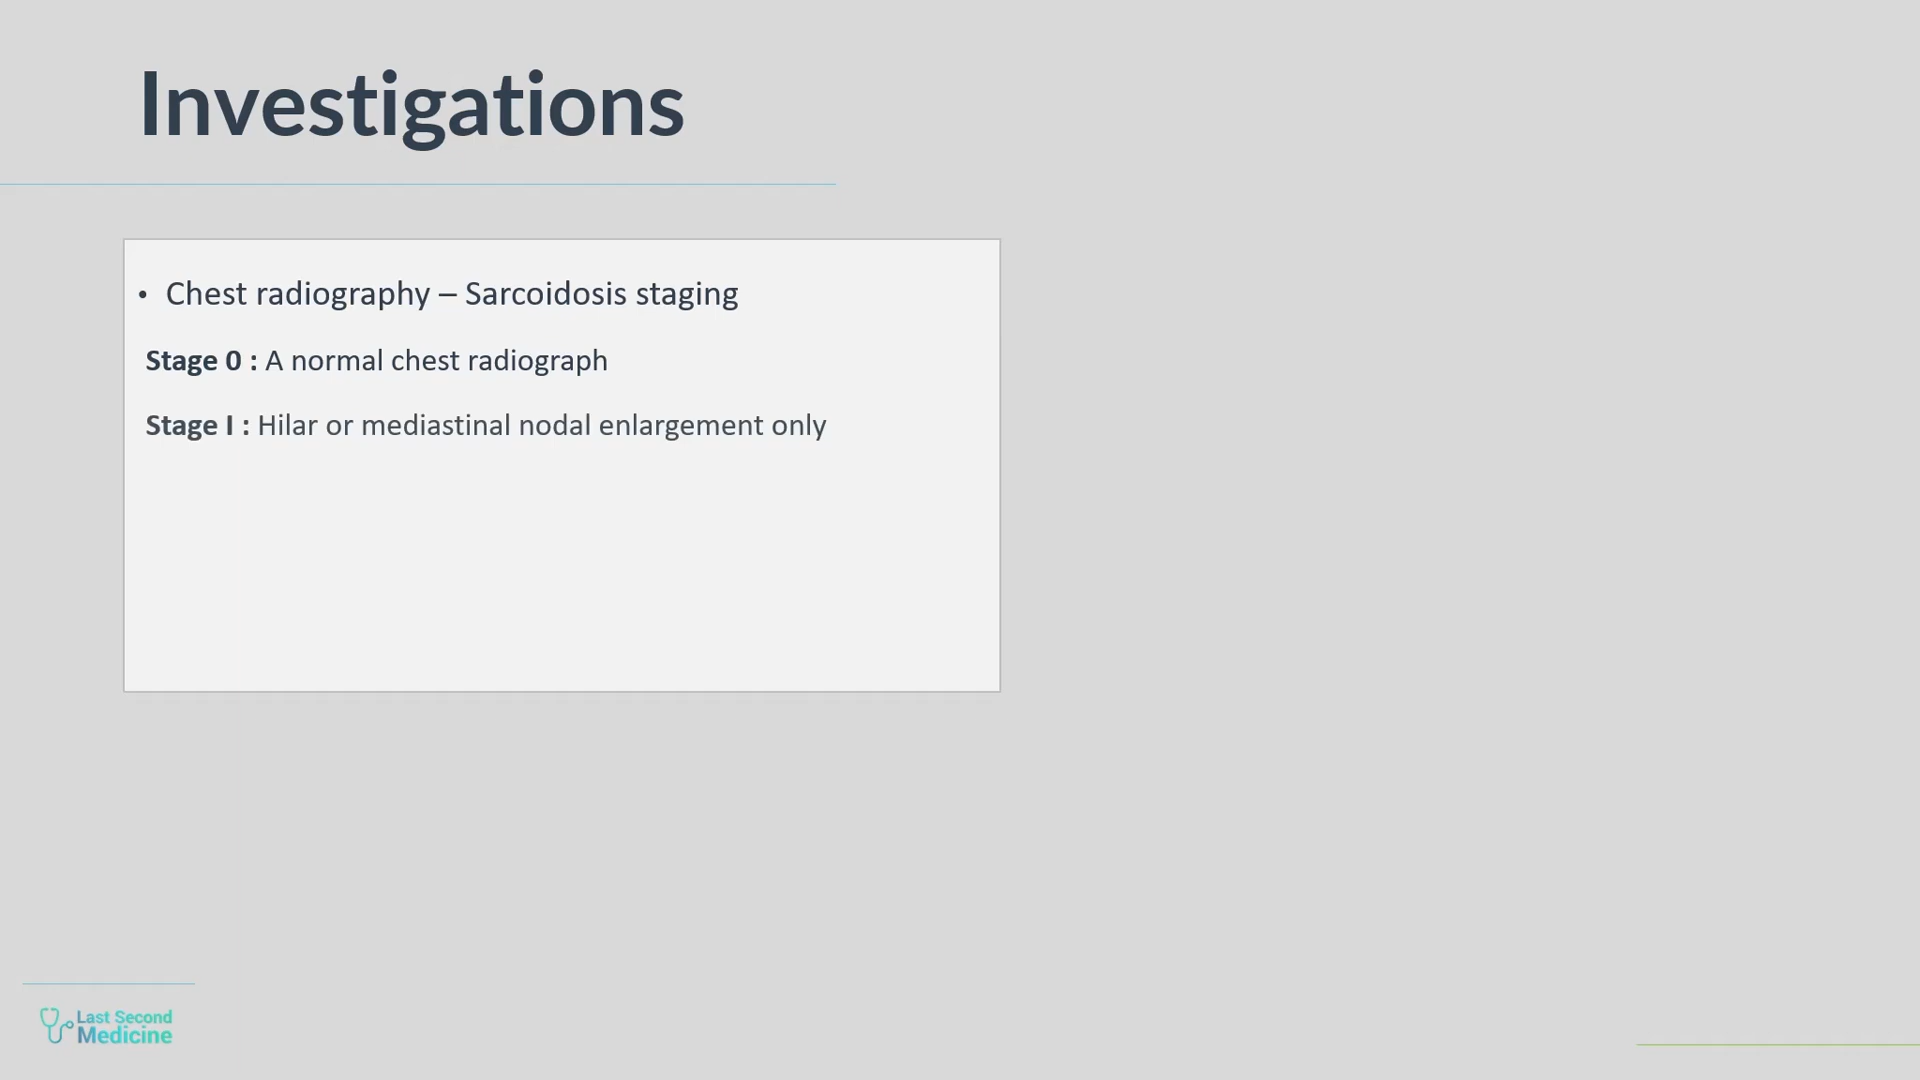 Investigations
• Chest radiography – Sarcoidosis staging
Stage 0 : A normal chest radiograph
Stage I : Hilar or mediastinal nodal enlargement only
Last Second
Medicine